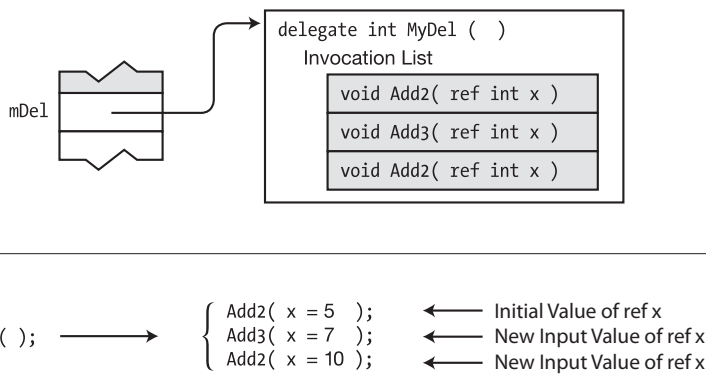 delegate int MyDel ( )
Invocation List
mDel
void Add2( ref int x )
void Add3( ref int x )
void Add2( ref int x )
Add2( x = 5 ); Initial Value of ref x
( ); Add3( x = 7 ); New Input Value of ref x
Add2( x = 10 ); New Input Value of ref x